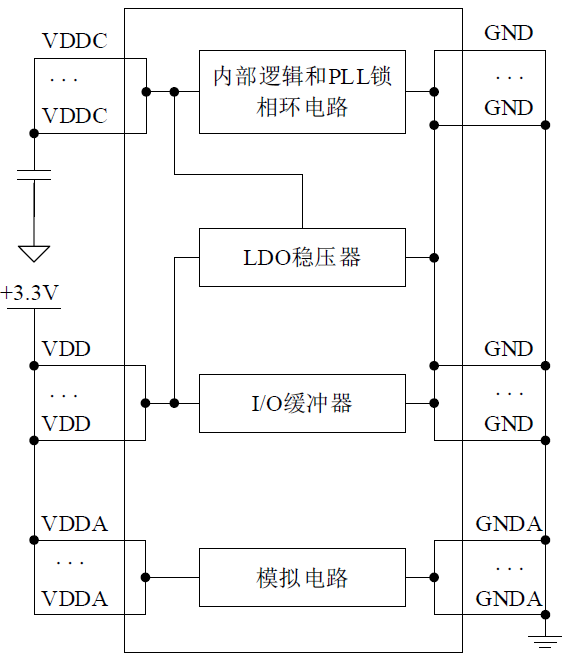 VDDC
GND
. . .
内部逻辑和PLL锁
相环电路
. . .
VDDC
GND
LDO稳压器
+3.3V
VDD
GND
. . .
I/O缓冲器
. . .
VDD
GND
VDDA
GNDA
. . .
模拟电路
. . .
VDDA
GNDA